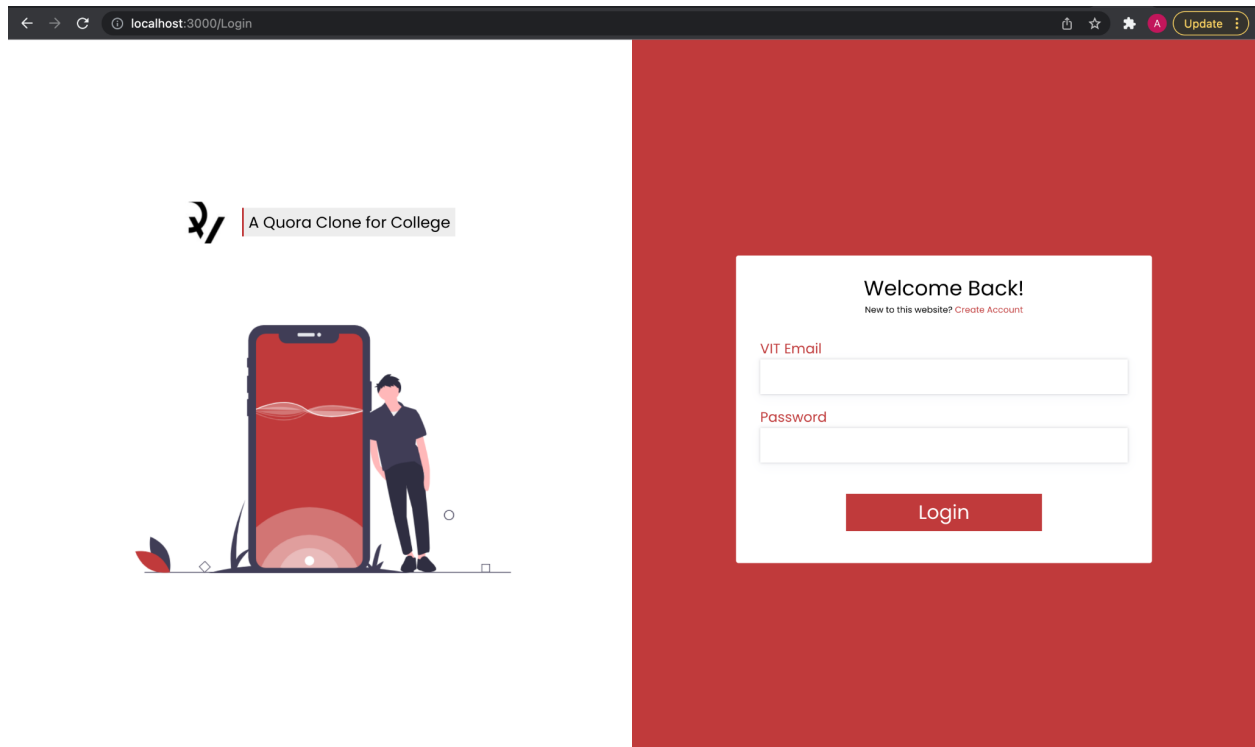 localhost:3000/Login
A
Update
A Quora Clone for College
Welcome Back!
New to this website? Create Account
VIT Email
Password
Login